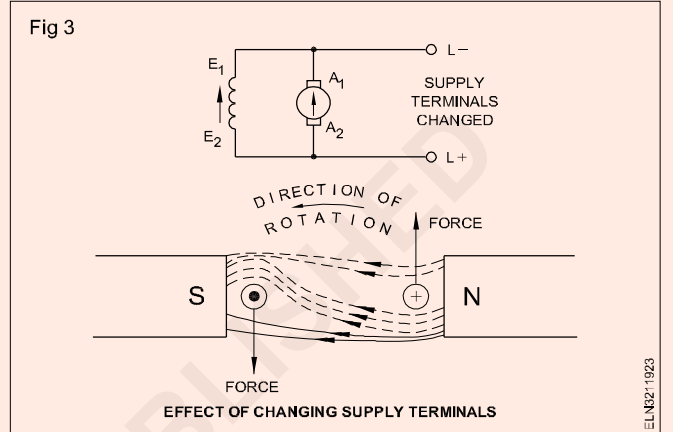 Fig 3
L–
E1
A1
SUPPLY
TERMINALS
CHANGED
E2
A2
L+
DIRECTION OF
ROTATION
FORCE
S
N
FORCE
EFFECT OF CHANGING SUPPLY TERMINALS
ELN3211923
BLISHED